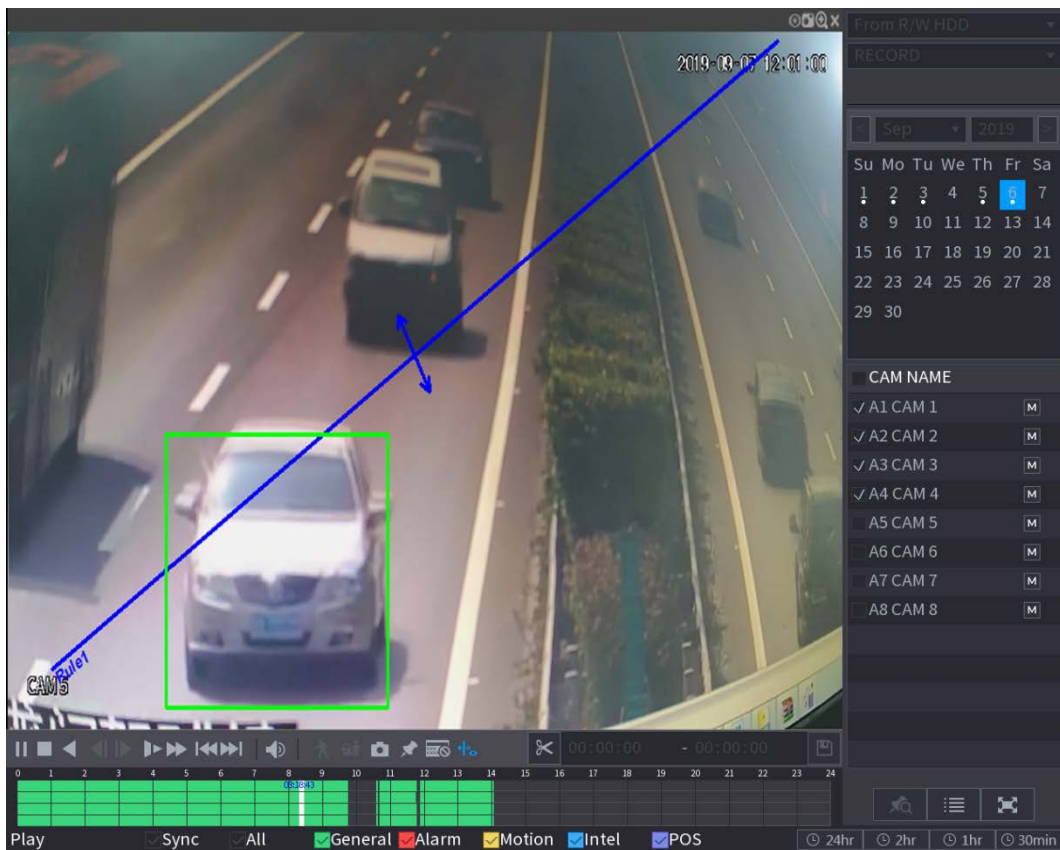 From R/W HDD
RECORD
2019-09-07 12:01:00
Sep 2019
Su Mo Tu We Th Fr Sa
1 2 3 4 5 6 7
8 9 10 11 12 13 14
15 16 17 18 19 20 21
22 23 24 25 26 27 28
29 30
CAM NAME
A1 CAM 1 M
A2 CAM 2 M
A3 CAM 3 M
A4 CAM 4 M
A5 CAM 5 M
A6 CAM 6 M
A7 CAM 7 M
A8 CAM 8 M
Rule1
CAM5
00:00:00 - 00:00:00
0 1 2 3 4 5 6 7 8 9 10 11 12 13 14 15 16 17 18 19 20 21 22 23 24
Play Sync All General Alarm Motion Intel POS 24hr 2hr 1hr 30min